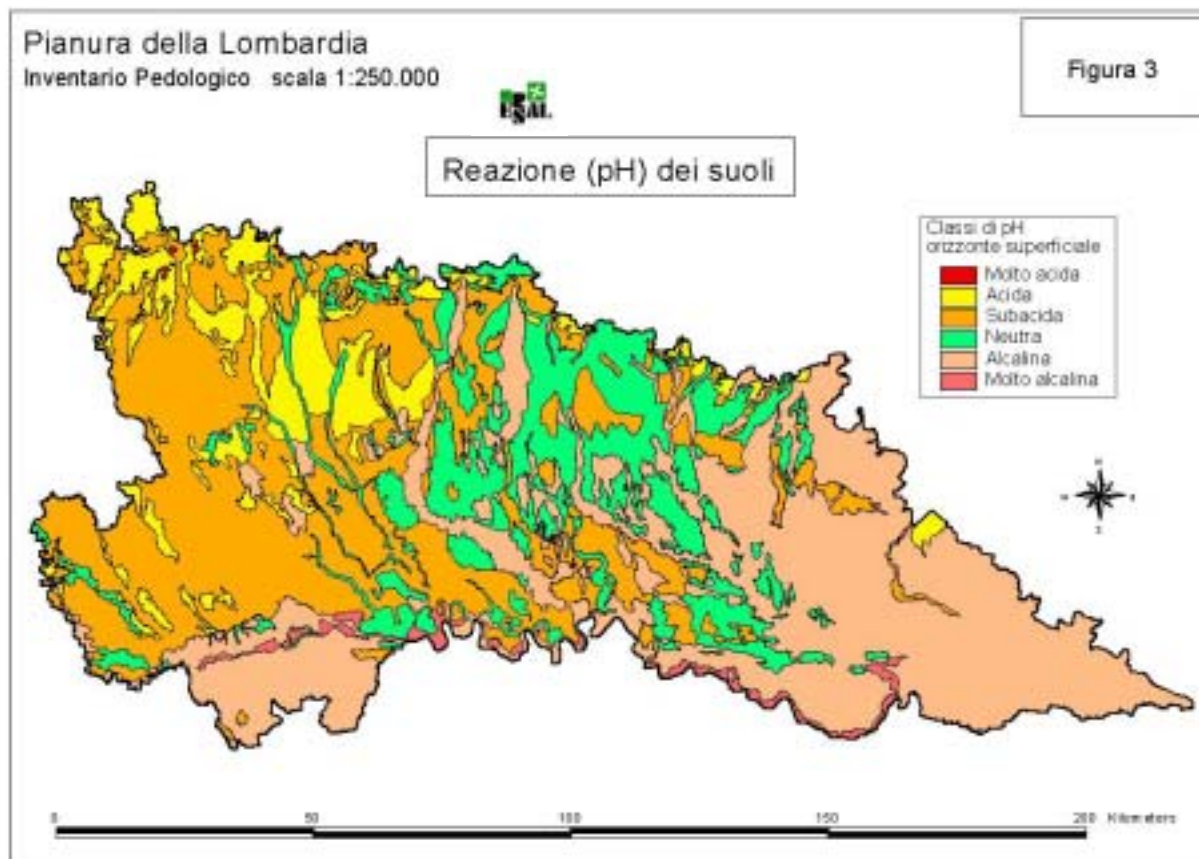 Pianura della Lombardia
Inventario Pedologico scala 1:250.000
Figura 3
ERSAL
Reazione (pH) dei suoli
Classi di pH
orizzonte superficiale
Molto acida
Acida
Subacida
Neutra
Alcalina
Molto alcalina
0 50 100 150 200 Kilometers